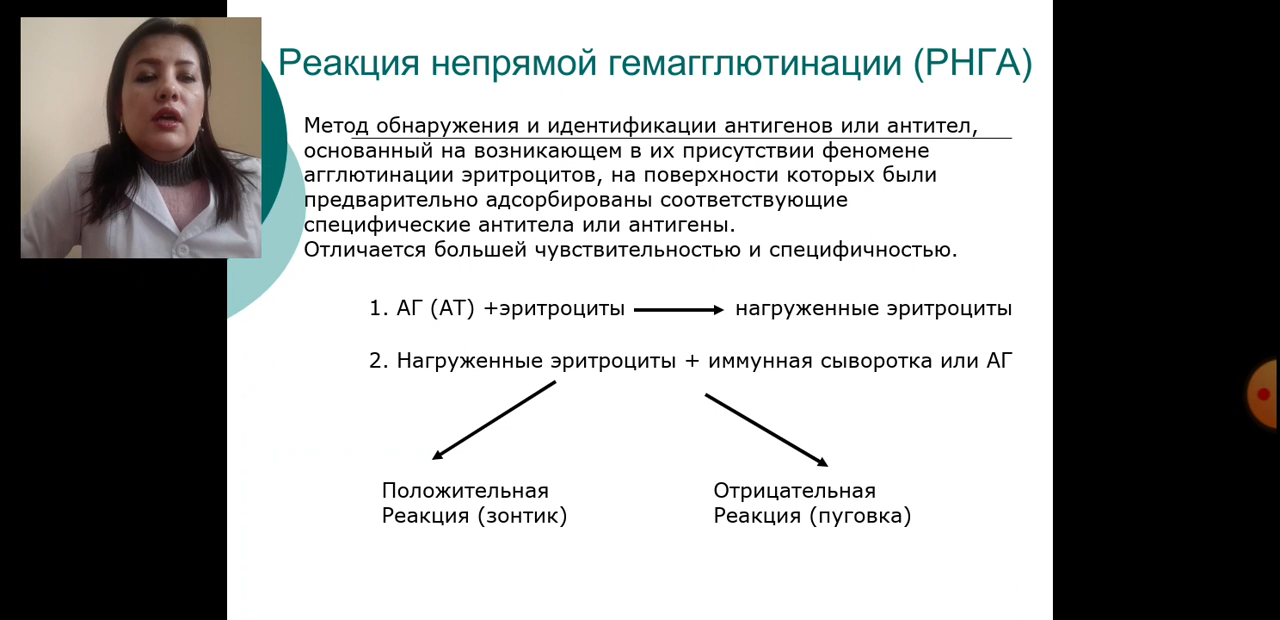 Реакция непрямой гемагглютинации (РНГА)
Метод обнаружения и идентификации антигенов или антител,
основанный на возникающем в их присутствии феномене
агглютинации эритроцитов, на поверхности которых были
предварительно адсорбированы соответствующие
специфические антитела или антигены.
Отличается большей чувствительностью и специфичностью.
1. АГ (АТ) +эритроциты нагруженные эритроциты
2. Нагруженные эритроциты + иммунная сыворотка или АГ
Положительная
Реакция (зонтик)
Отрицательная
Реакция (пуговка)